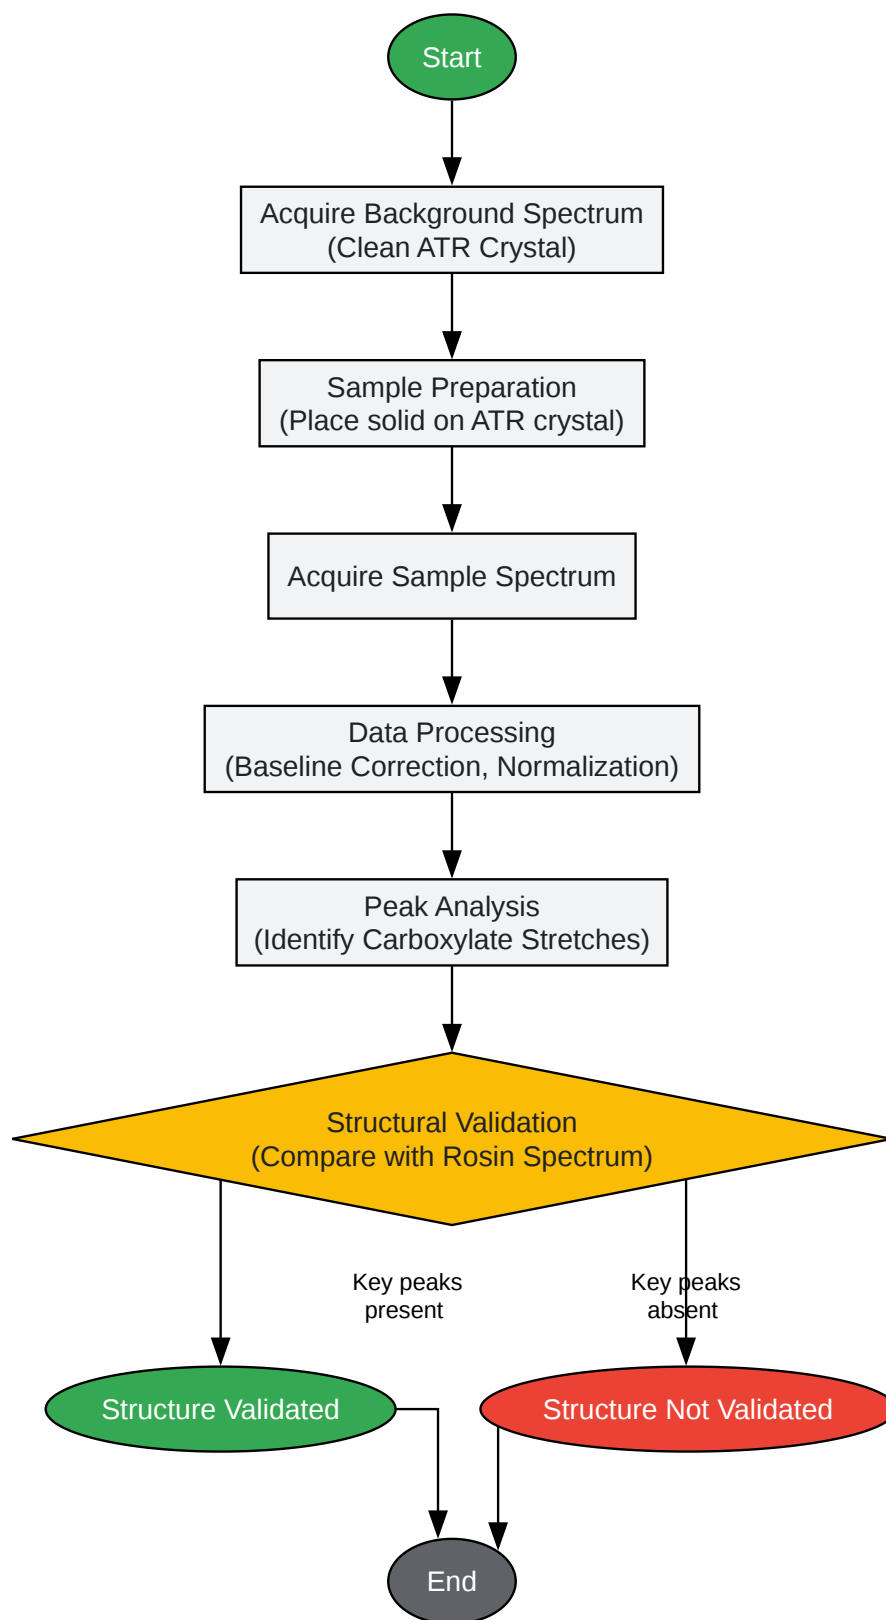 Start
Acquire Background Spectrum
(Clean ATR Crystal)
Sample Preparation
(Place solid on ATR crystal)
Acquire Sample Spectrum
Data Processing
(Baseline Correction, Normalization)
Peak Analysis
(Identify Carboxylate Stretches)
Structural Validation
(Compare with Rosin Spectrum)
Key peaks
present
Key peaks
absent
Structure Validated
Structure Not Validated
End